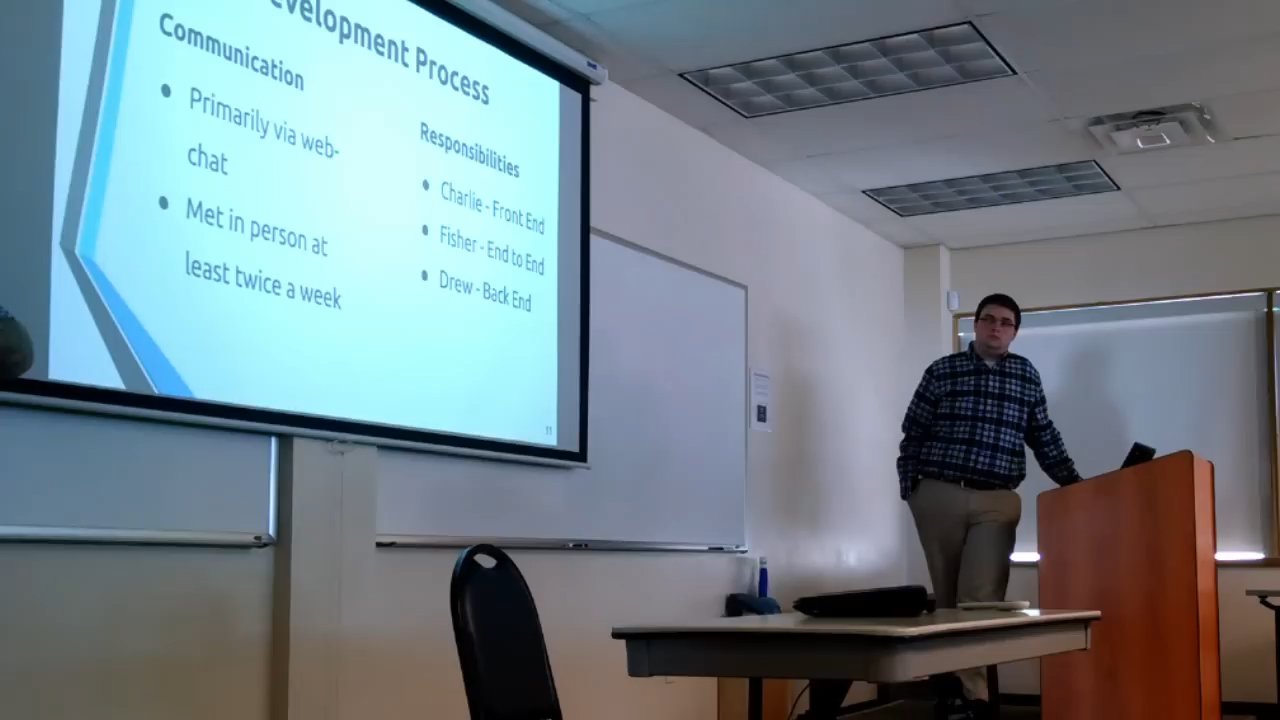 evelopment Process
Communication
Primarily via web-
chat
Met in person at
least twice a week
Responsibilities
Charlie - Front End
Fisher - End to End
Drew - Back End
11